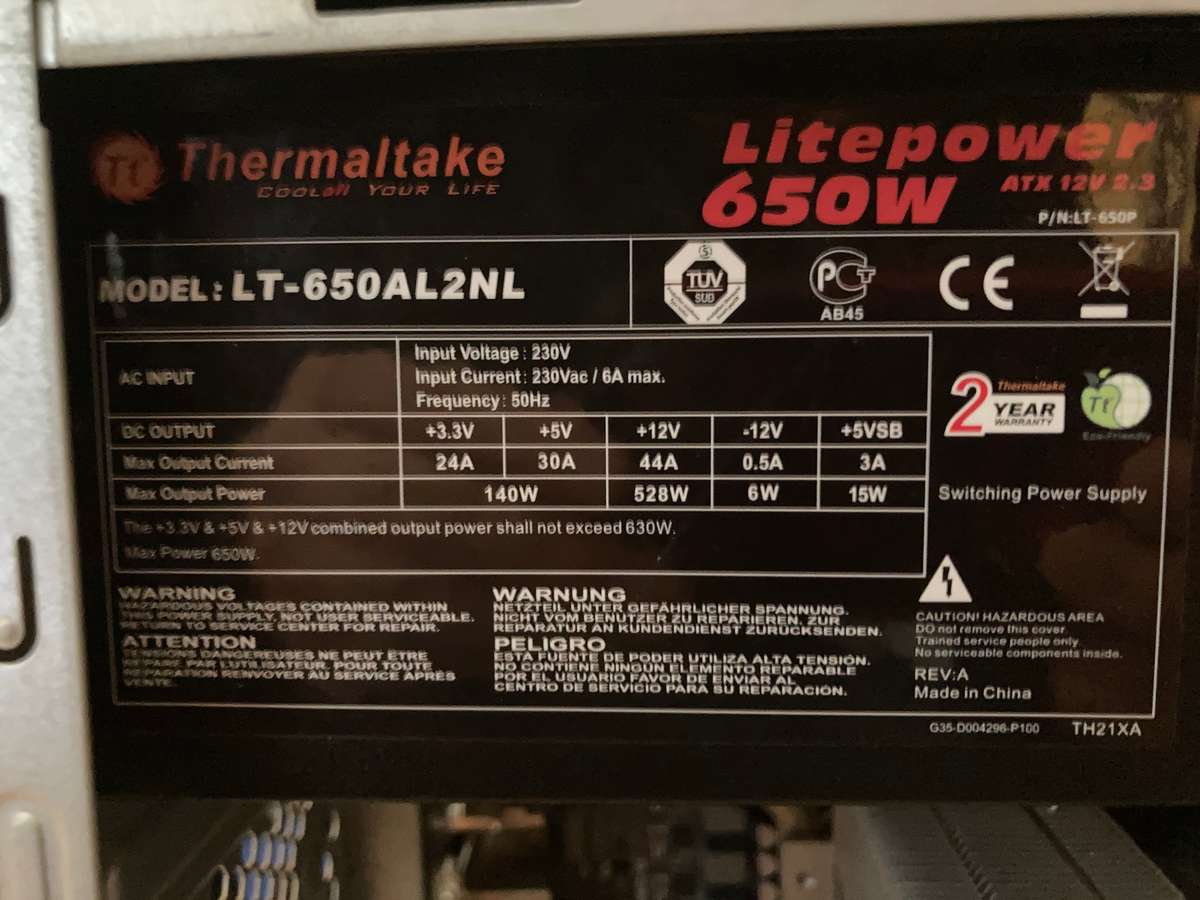 Tt Thermaltake
COOLall YOUR LIFE
Litepower
650W ATX 12V 2.3
P/N:LT-650P
MODEL: LT-650AL2NL
S
TÜV
SÜD
PCT
AB45
CE
AC INPUT
Input Voltage : 230V
Input Current : 230Vac / 6A max.
Frequency : 50Hz
DC OUTPUT +3.3V +5V +12V -12V +5VSB
Max Output Current 24A 30A 44A 0.5A 3A
Max Output Power 140W 528W 6W 15W
The +3.3V & +5V & +12V combined output power shall not exceed 630W.
Max Power 650W.
2 Thermaltake
YEAR
WARRANTY
Tt
Eco-Friendly
Switching Power Supply
WARNING
HAZARDOUS VOLTAGES CONTAINED WITHIN
THIS POWER SUPPLY, NOT USER SERVICEABLE.
RETURN TO SERVICE CENTER FOR REPAIR.
ATTENTION
TENSIONS DANGEREUSES NE PEUT ÊTRE
RÉPARÉE PAR L'UTILISATEUR, POUR TOUTE
RÉPARATION RENVOYER AU SERVICE APRÈS
VENTE.
WARNUNG
NETZTEIL UNTER GEFÄHRLICHER SPANNUNG.
NICHT VOM BENUTZER ZU REPARIEREN, ZUR
REPARATUR AN KUNDENDIENST ZURÜCKSENDEN.
PELIGRO
ESTA FUENTE DE PODER UTILIZA ALTA TENSIÓN.
NO CONTIENE NINGÚN ELEMENTO REPARABLE
POR EL USUARIO FAVOR DE ENVIAR AL
CENTRO DE SERVICIO PARA SU REPARACIÓN.
CAUTION! HAZARDOUS AREA
DO not remove this cover.
Trained service people only.
No serviceable components inside.
REV:A
Made in China
G35-D004296-P100 TH21XA